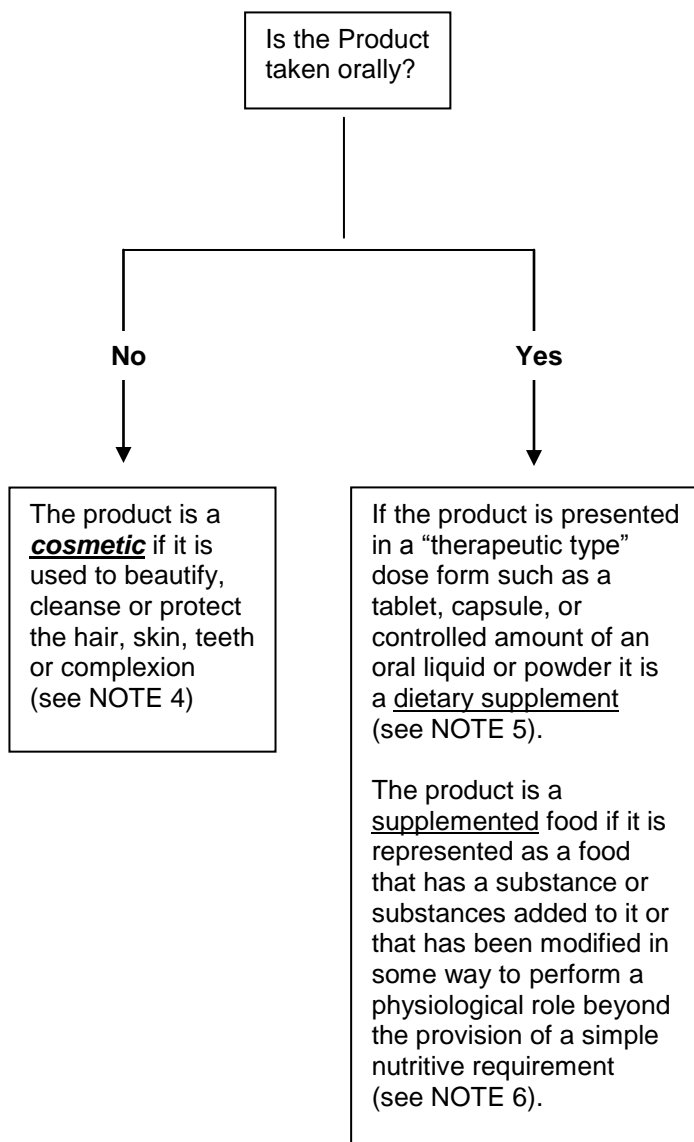 Is the Product
taken orally?
No
Yes
The product is a
cosmetic if it is
used to beautify,
cleanse or protect
the hair, skin, teeth
or complexion
(see NOTE 4)
If the product is presented
in a “therapeutic type”
dose form such as a
tablet, capsule, or
controlled amount of an
oral liquid or powder it is
a dietary supplement
(see NOTE 5).
The product is a
supplemented food if it is
represented as a food
that has a substance or
substances added to it or
that has been modified in
some way to perform a
physiological role beyond
the provision of a simple
nutritive requirement
(see NOTE 6).